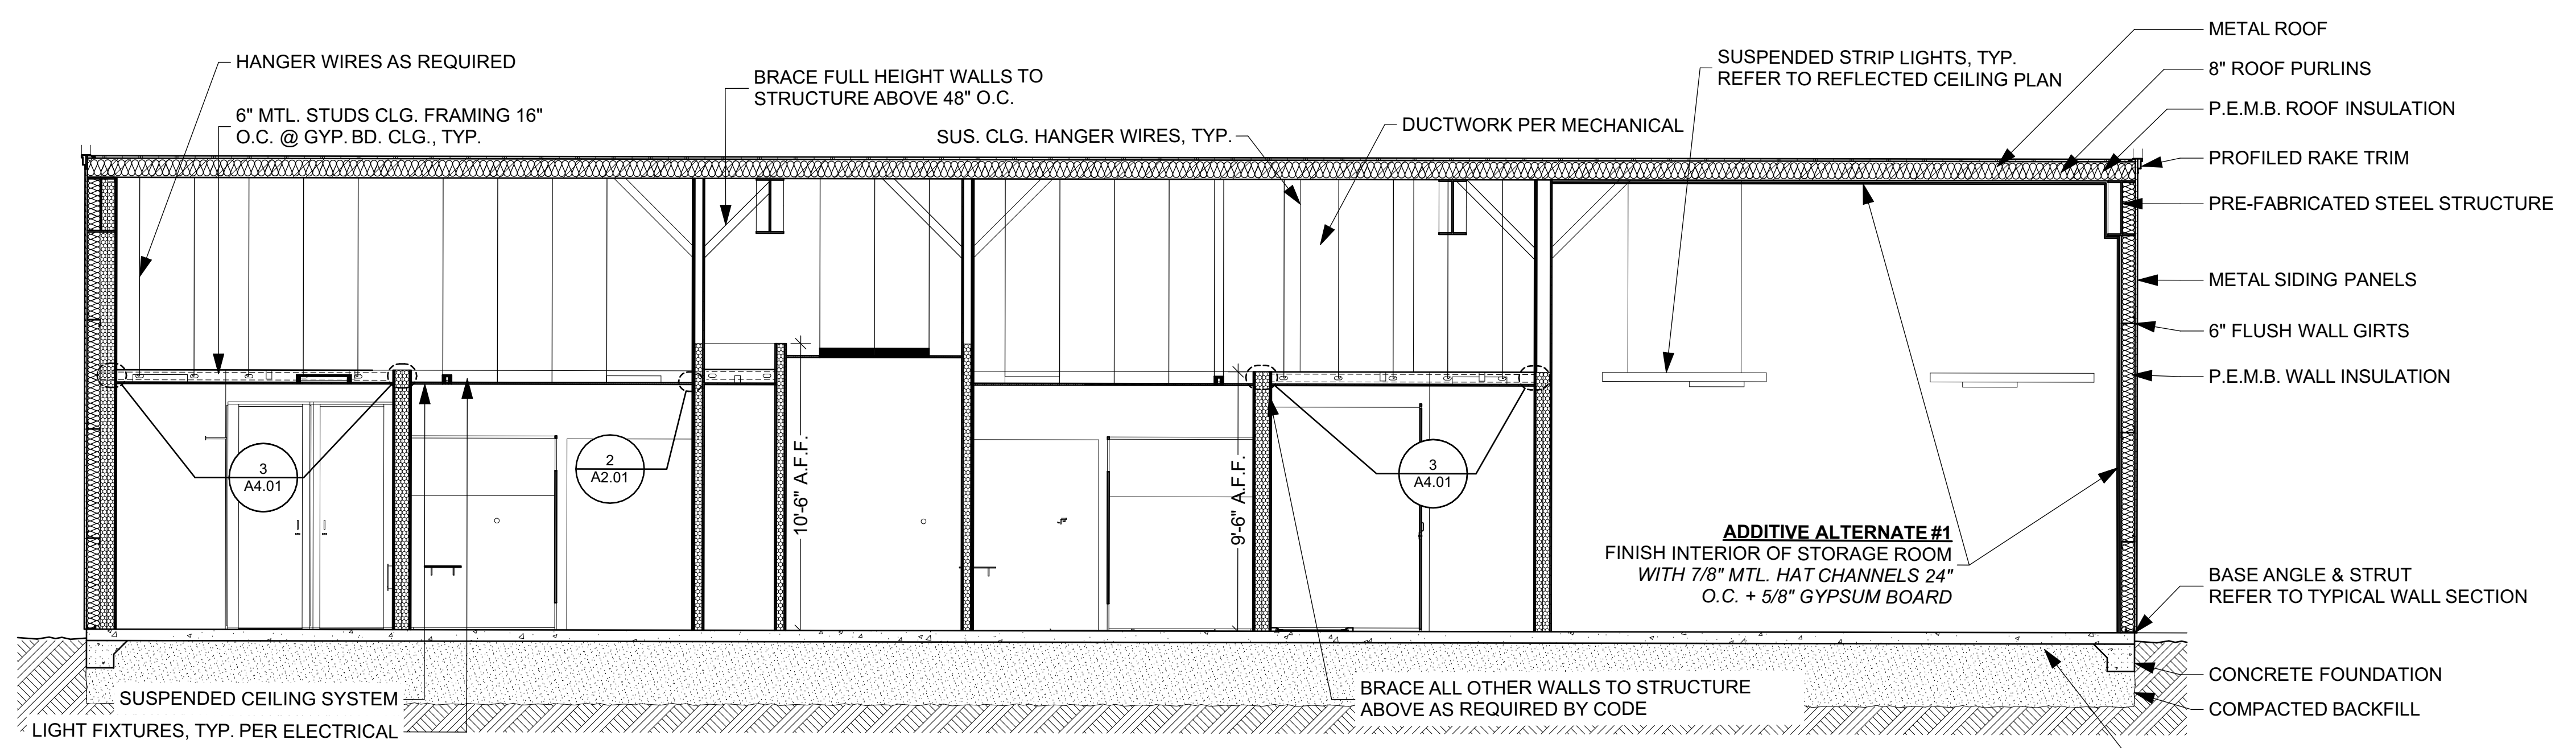 HANGER WIRES AS REQUIRED
6" MTL. STUDS CLG. FRAMING 16"
O.C. @ GYP. BD. CLG., TYP.
BRACE FULL HEIGHT WALLS TO
STRUCTURE ABOVE 48" O.C.
SUS. CLG. HANGER WIRES, TYP.
DUCTWORK PER MECHANICAL
SUSPENDED STRIP LIGHTS, TYP.
REFER TO REFLECTED CEILING PLAN
METAL ROOF
8" ROOF PURLINS
P.E.M.B. ROOF INSULATION
PROFILED RAKE TRIM
PRE-FABRICATED STEEL STRUCTURE
METAL SIDING PANELS
6" FLUSH WALL GIRTS
P.E.M.B. WALL INSULATION
3
A4.01
2
A2.01
10'-6" A.F.F.
9'-6" A.F.F.
3
A4.01
ADDITIVE ALTERNATE #1
FINISH INTERIOR OF STORAGE ROOM
WITH 7/8" MTL. HAT CHANNELS 24"
O.C. + 5/8" GYPSUM BOARD
BASE ANGLE & STRUT
REFER TO TYPICAL WALL SECTION
CONCRETE FOUNDATION
COMPACTED BACKFILL
SUSPENDED CEILING SYSTEM
LIGHT FIXTURES, TYP. PER ELECTRICAL
BRACE ALL OTHER WALLS TO STRUCTURE
ABOVE AS REQUIRED BY CODE